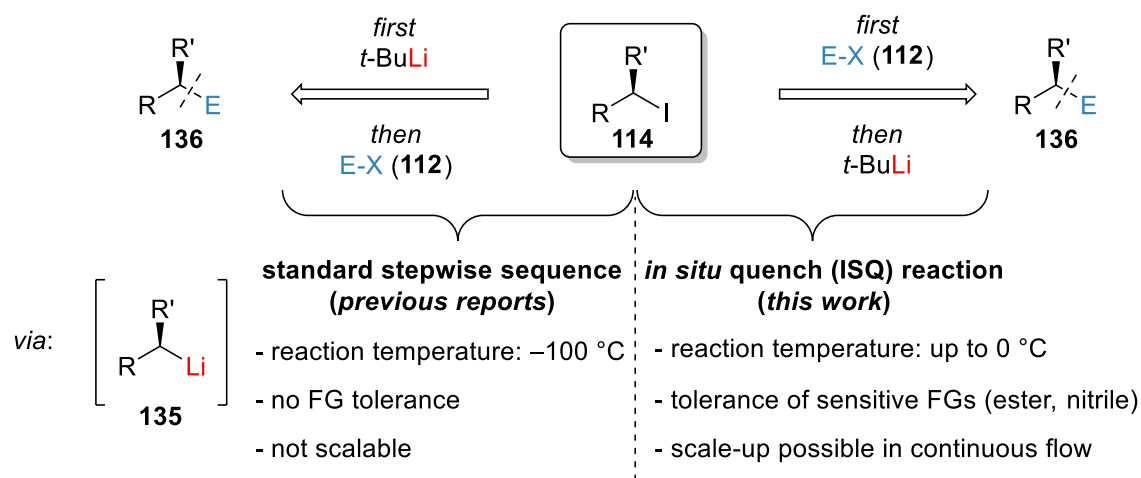 R'
R
E
136
first
t-BuLi
then
E-X (112)
R'
R
I
114
first
E-X (112)
then
t-BuLi
R'
R
E
136
standard stepwise sequence
(previous reports)
in situ quench (ISQ) reaction
(this work)
via:
R'
R
Li
135
- reaction temperature: –100 °C
- no FG tolerance
- not scalable
- reaction temperature: up to 0 °C
- tolerance of sensitive FGs (ester, nitrile)
- scale-up possible in continuous flow